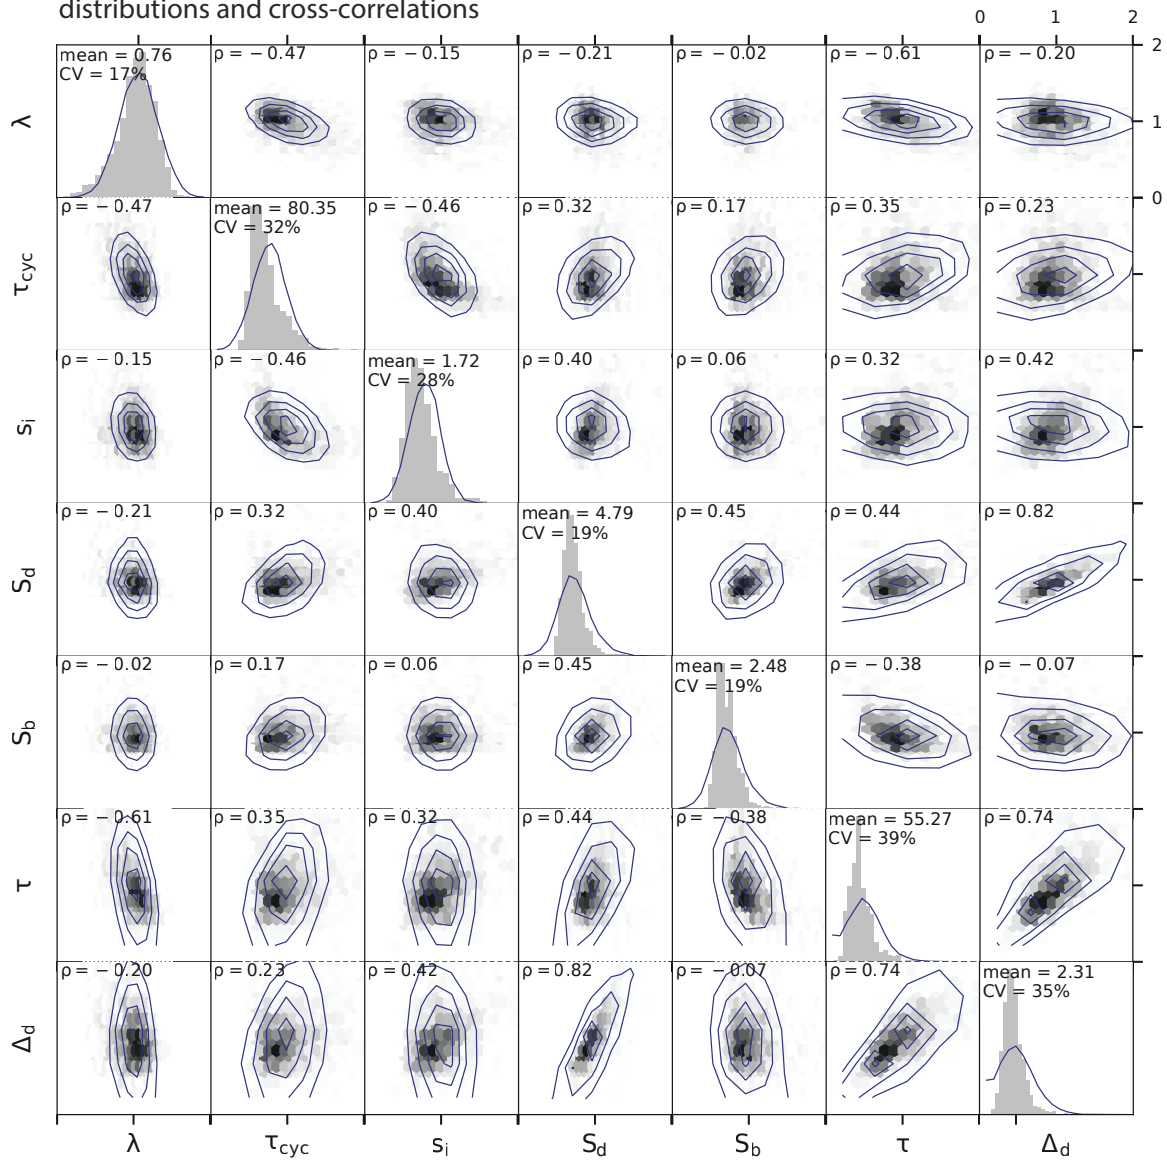 distributions and cross-correlations
0 1 2
mean = 0.76
CV = 17%
ρ = − 0.47
ρ = − 0.15
ρ = − 0.21
ρ = − 0.02
ρ = − 0.61
ρ = − 0.20
2
1
0
λ
ρ = − 0.47
mean = 80.35
CV = 32%
ρ = − 0.46
ρ = 0.32
ρ = 0.17
ρ = 0.35
ρ = 0.23
τcyc
ρ = − 0.15
ρ = − 0.46
mean = 1.72
CV = 28%
ρ = 0.40
ρ = 0.06
ρ = 0.32
ρ = 0.42
si
ρ = − 0.21
ρ = 0.32
ρ = 0.40
mean = 4.79
CV = 19%
ρ = 0.45
ρ = 0.44
ρ = 0.82
Sd
ρ = − 0.02
ρ = 0.17
ρ = 0.06
ρ = 0.45
mean = 2.48
CV = 19%
ρ = − 0.38
ρ = − 0.07
Sb
ρ = − 0.61
ρ = 0.35
ρ = 0.32
ρ = 0.44
ρ = − 0.38
mean = 55.27
CV = 39%
ρ = 0.74
τ
ρ = − 0.20
ρ = 0.23
ρ = 0.42
ρ = 0.82
ρ = − 0.07
ρ = 0.74
mean = 2.31
CV = 35%
Δd
λ τcyc si Sd Sb τ Δd